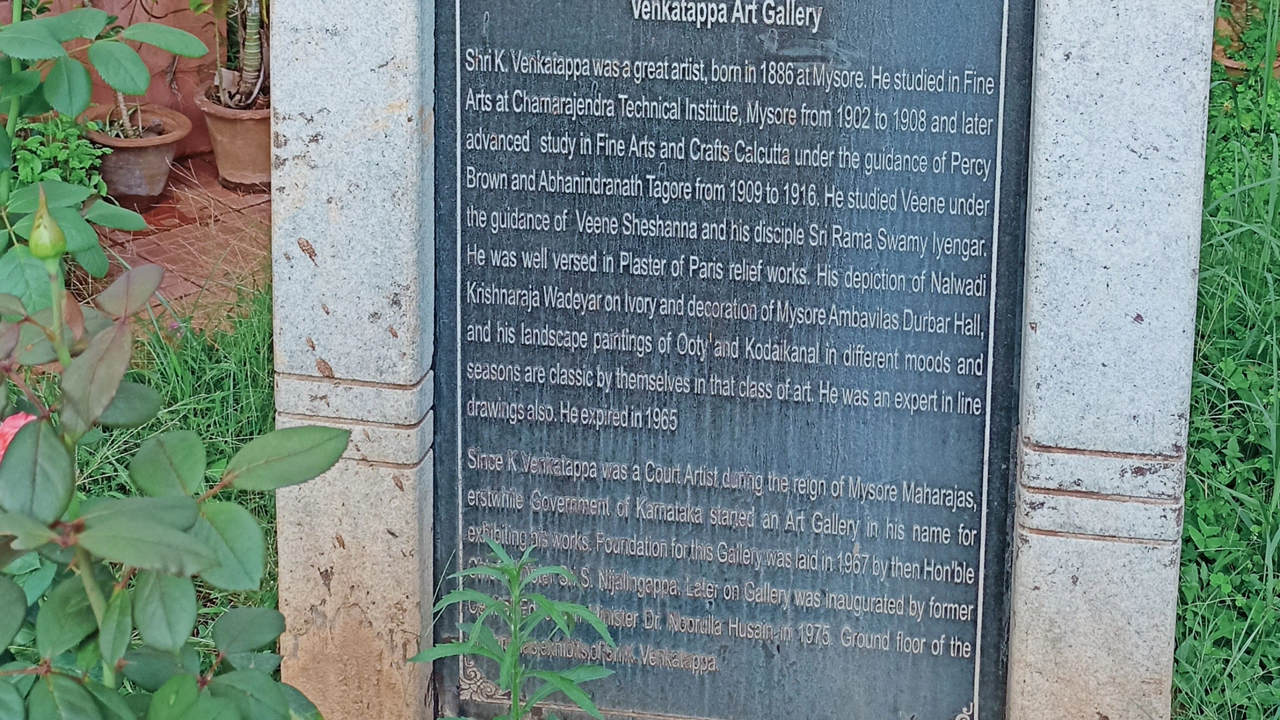 Venkatappa Art Gallery
Shri K. Venkatappa was a great artist, born in 1886 at Mysore. He studied in Fine
Arts at Chamarajendra Technical Institute, Mysore from 1902 to 1908 and later
advanced study in Fine Arts and Crafts Calcutta under the guidance of Percy
Brown and Abhanindranath Tagore from 1909 to 1916. He studied Veene under
the guidance of Veene Sheshanna and his disciple Sri Rama Swamy Iyengar.
He was well versed in Plaster of Paris relief works. His depiction of Nalwadi
Krishnaraja Wadeyar on Ivory and decoration of Mysore Ambavilas Durbar Hall,
and his landscape paintings of Ooty and Kodaikanal in different moods and
seasons are classic by themselves in that class of art. He was an expert in line
drawings also. He expired in 1965
Since K Venkatappa was a Court Artist during the reign of Mysore Maharajas,
erstwhile Government of Karnataka started an Art Gallery in his name for
exhibiting his works. Foundation for this Gallery was laid in 1967 by then Hon'ble
S. Nijalingappa. Later on Gallery was inaugurated by former
Minister Dr. Noorulla Husain, in 1975. Ground floor of the
exhibits of Sri K. Venkatappa.